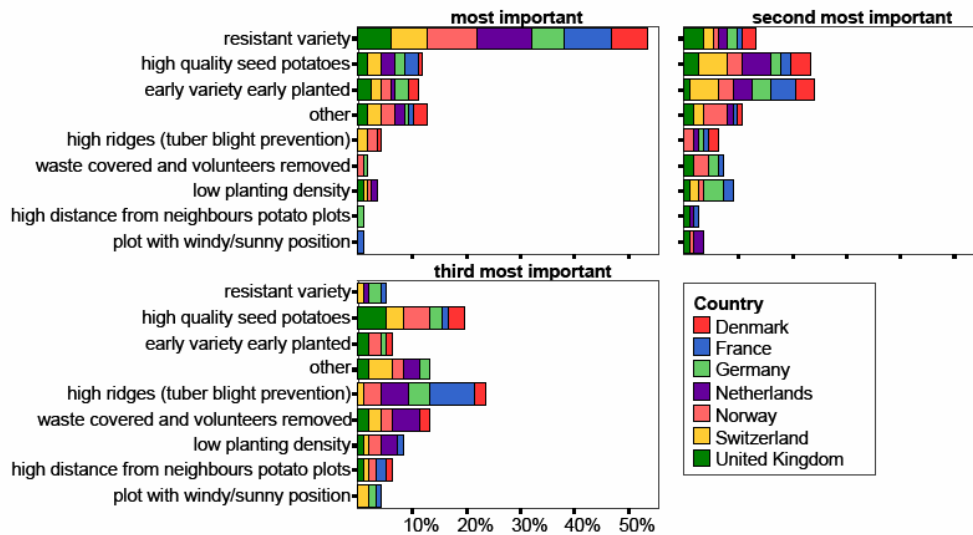 most important
second most important
resistant variety
high quality seed potatoes
early variety early planted
other
high ridges (tuber blight prevention)
waste covered and volunteers removed
low planting density
high distance from neighbours potato plots
plot with windy/sunny position
third most important
resistant variety
high quality seed potatoes
early variety early planted
other
high ridges (tuber blight prevention)
waste covered and volunteers removed
low planting density
high distance from neighbours potato plots
plot with windy/sunny position
10% 20% 30% 40% 50%
Country
Denmark
France
Germany
Netherlands
Norway
Switzerland
United Kingdom